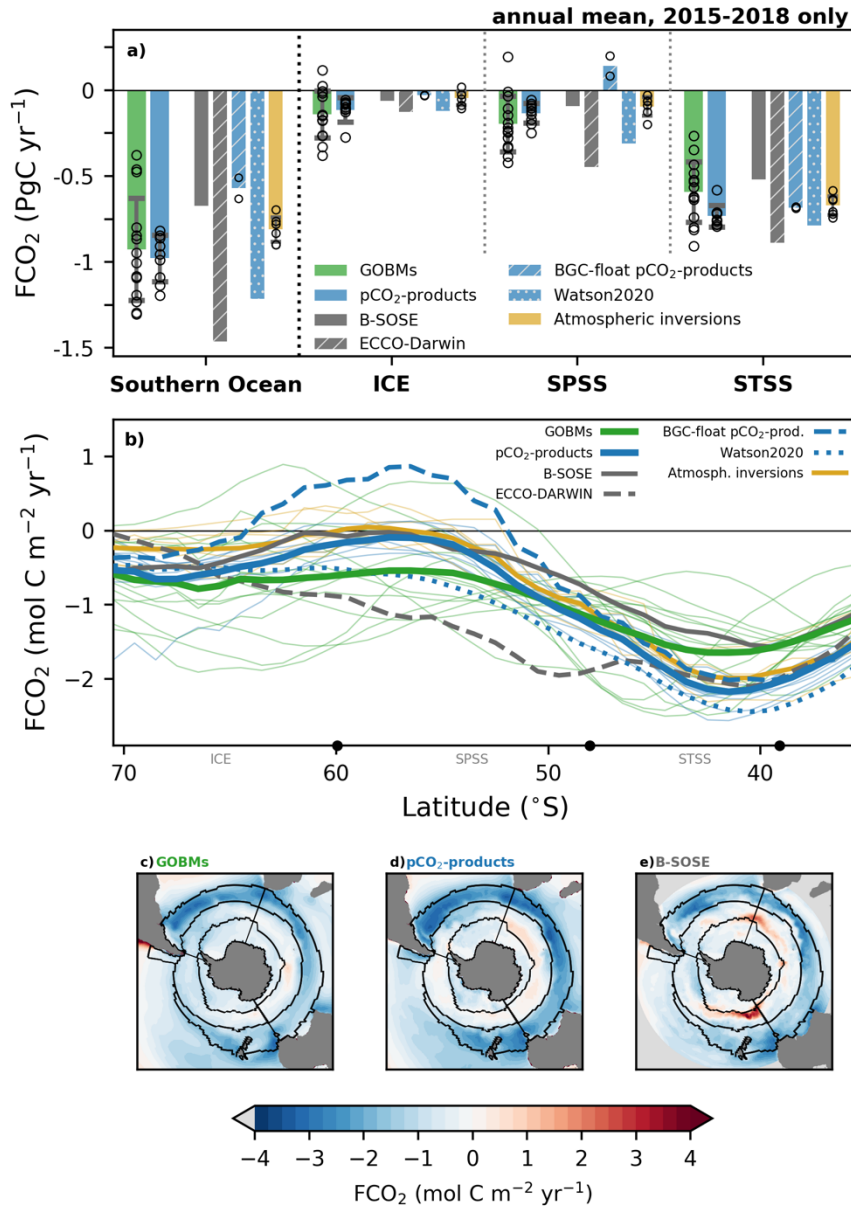 annual mean, 2015-2018 only
a)
FCO₂ (PgC yr⁻¹)
0
-0.5
-1
-1.5
GOBMs
pCO₂-products
B-SOSE
ECCO-Darwin
BGC-float pCO₂-products
Watson2020
Atmospheric inversions
Southern Ocean
ICE
SPSS
STSS
b)
FCO₂ (mol C m⁻² yr⁻¹)
1
0
−1
−2
GOBMs
pCO₂-products
B-SOSE
ECCO-DARWIN
BGC-float pCO₂-prod.
Watson2020
Atmosph. inversions
ICE
SPSS
STSS
70
60
50
40
Latitude (°S)
c) GOBMs
d) pCO₂-products
e) B-SOSE
−4 −3 −2 −1 0 1 2 3 4
FCO₂ (mol C m⁻² yr⁻¹)